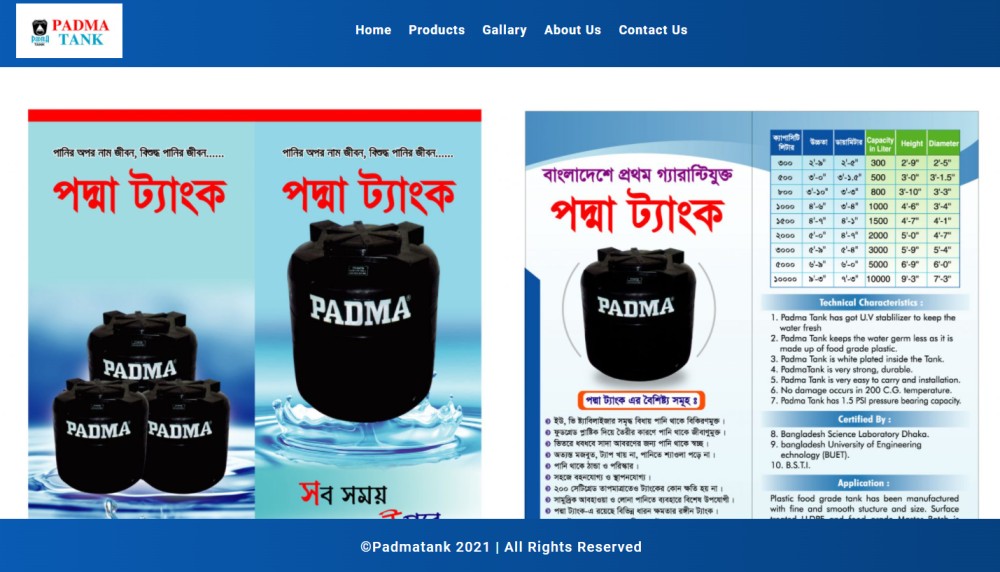 PADMA
TANK
Home Products Gallary About Us Contact Us
পানির অপর নাম জীবন, বিশুদ্ধ পানির জীবন......
পদ্মা ট্যাংক
PADMA
PADMA PADMA
পানির অপর নাম জীবন, বিশুদ্ধ পানির জীবন......
পদ্মা ট্যাংক
PADMA
সব সময়
বাংলাদেশে প্রথম গ্যারান্টিযুক্ত
পদ্মা ট্যাংক
PADMA
পদ্মা ট্যাংক এর বৈশিষ্ট্য সমূহ ঃ
ইউ, ভি ষ্ট্যাবিলাইজার সমৃদ্ধ বিধায় পানি থাকে বিকিরণমুক্ত।
ফুডগ্রেড প্লাষ্টিক দিয়ে তৈরীর কারণে পানি থাকে জীবাণুমুক্ত।
ভিতরে ধবধবে সাদা আবরণের জন্য পানি থাকে স্বচ্ছ।
অত্যন্ত মজবুত, ট্যাপ খায় না, পানিতে শ্যাওলা পড়ে না।
পানি থাকে ঠান্ডা ও পরিষ্কার।
সহজে বহনযোগ্য ও স্থাপনযোগ্য।
২০০ সেন্টিগ্রেড তাপমাত্রাতেও ট্যাংকের কোন ক্ষতি হয় না।
সামুদ্রিক আবহাওয়া ও লোনা পানিতে ব্যবহারে বিশেষ উপযোগী।
পদ্মা ট্যাংক-এ রয়েছে বিভিন্ন ধারন ক্ষমতার রঙ্গীন ট্যাংক।
ক্যাপাসিটি লিটার উচ্চতা ডায়ামিটার Capacity in Liter Height Diameter
৩০০ ২'-৯" ২'-৫" 300 2'-9" 2'-5"
৫০০ ৩'-০" ৩'-১.৫" 500 3'-0" 3'-1.5"
৮০০ ৩'-১০" ৩'-৩" 800 3'-10" 3'-3"
১০০০ ৪'-৬" ৩'-৪" 1000 4'-6" 3'-4"
১৫০০ ৪'-৭" ৪'-১" 1500 4'-7" 4'-1"
২০০০ ৫'-০" ৪'-৭" 2000 5'-0" 4'-7"
৩০০০ ৫'-৯" ৫'-৪" 3000 5'-9" 5'-4"
৫০০০ ৬'-৯" ৬'-০" 5000 6'-9" 6'-0"
১০০০০ ৯'-৩" ৭'-৩" 10000 9'-3" 7'-3"
Technical Characteristics :
1. Padma Tank has got U.V stablilizer to keep the
water fresh
2. Padma Tank keeps the water germ less as it is
made up of food grade plastic.
3. Padma Tank is white plated inside the Tank.
4. PadmaTank is very strong, durable.
5. Padma Tank is very easy to carry and installation.
6. No damage occurs in 200 C.G. temperature.
7. Padma Tank has 1.5 PSI pressure bearing capacity.
Certified By :
8. Bangladesh Science Laboratory Dhaka.
9. bangladesh University of Engineering
echnology (BUET).
10. B.S.T.I.
Application :
Plastic food grade tank has been manufactured
with fine and smooth stucture and size. Surface
©Padmatank 2021 | All Rights Reserved